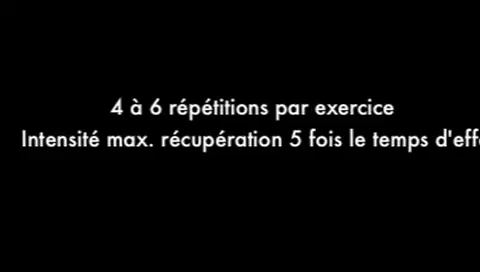 4 à 6 répétitions par exercice
Intensité max. récupération 5 fois le temps